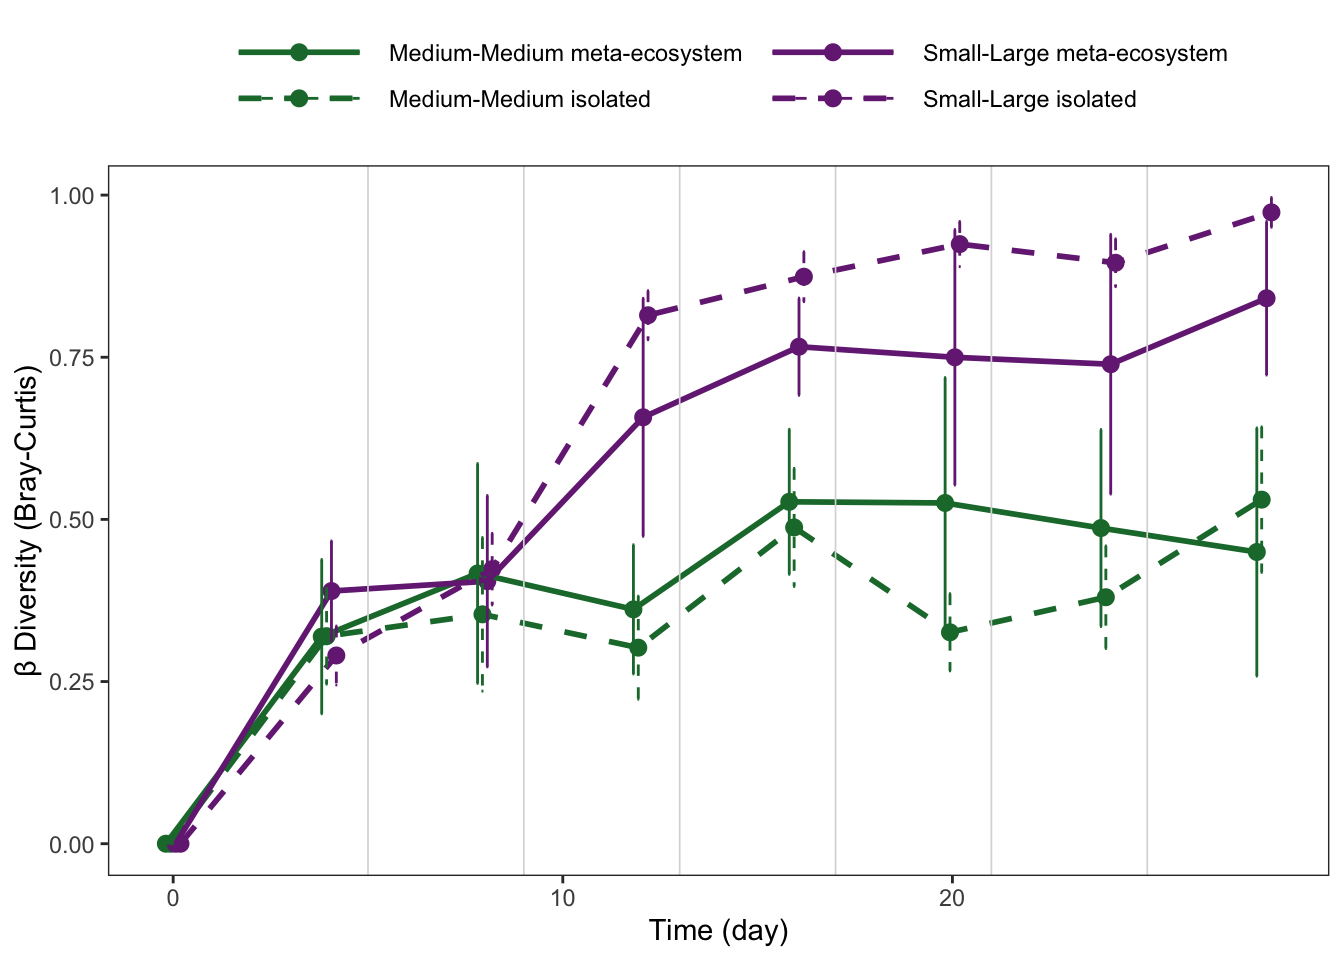 Medium-Medium meta-ecosystem Small-Large meta-ecosystem
Medium-Medium isolated Small-Large isolated
1.00
0.75
0.50
0.25
0.00
β Diversity (Bray-Curtis)
0 10 20
Time (day)